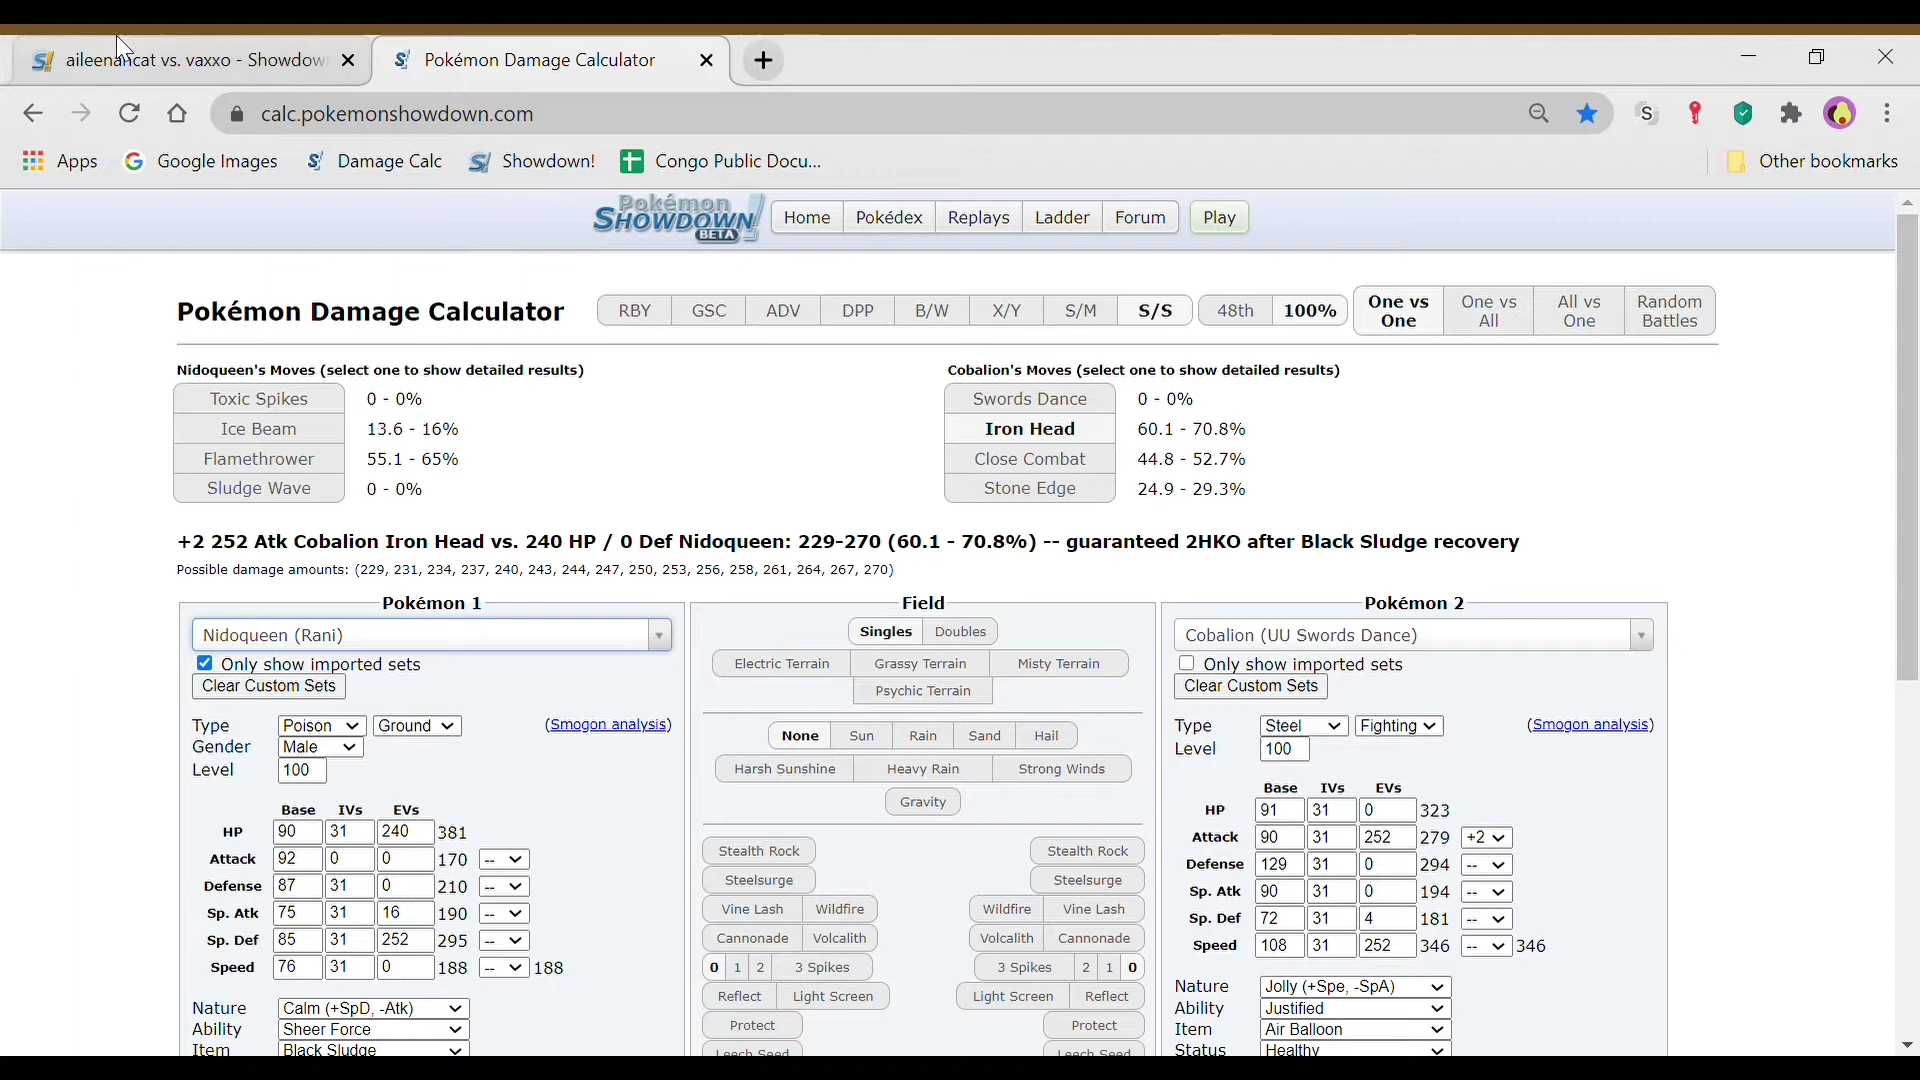 aileenancat vs. vaxxo - Showdow
Pokémon Damage Calculator
calc.pokemonshowdown.com
Apps
Google Images
Damage Calc
Showdown!
Congo Public Docu...
Other bookmarks
Pokémon
SHOWDOWN!
BETA
Home
Pokédex
Replays
Ladder
Forum
Play
Pokémon Damage Calculator
RBY GSC ADV DPP B/W X/Y S/M S/S
48th 100%
One vs One
One vs All
All vs One
Random Battles
Nidoqueen's Moves (select one to show detailed results)
Toxic Spikes 0 - 0%
Ice Beam 13.6 - 16%
Flamethrower 55.1 - 65%
Sludge Wave 0 - 0%
Cobalion's Moves (select one to show detailed results)
Swords Dance 0 - 0%
Iron Head 60.1 - 70.8%
Close Combat 44.8 - 52.7%
Stone Edge 24.9 - 29.3%
+2 252 Atk Cobalion Iron Head vs. 240 HP / 0 Def Nidoqueen: 229-270 (60.1 - 70.8%) -- guaranteed 2HKO after Black Sludge recovery
Possible damage amounts: (229, 231, 234, 237, 240, 243, 244, 247, 250, 253, 256, 258, 261, 264, 267, 270)
Pokémon 1
Nidoqueen (Rani)
Only show imported sets
Clear Custom Sets
Type Poison Ground (Smogon analysis)
Gender Male
Level 100
Base IVs EVs
HP 90 31 240 381
Attack 92 0 0 170 --
Defense 87 31 0 210 --
Sp. Atk 75 31 16 190 --
Sp. Def 85 31 252 295 --
Speed 76 31 0 188 -- 188
Nature Calm (+SpD, -Atk)
Ability Sheer Force
Item Black Sludge
Field
Singles Doubles
Electric Terrain Grassy Terrain Misty Terrain
Psychic Terrain
None Sun Rain Sand Hail
Harsh Sunshine Heavy Rain Strong Winds
Gravity
Stealth Rock Stealth Rock
Steelsurge Steelsurge
Vine Lash Wildfire Wildfire Vine Lash
Cannonade Volcalith Volcalith Cannonade
0 1 2 3 Spikes 3 Spikes 2 1 0
Reflect Light Screen Light Screen Reflect
Protect Protect
Leech Seed Leech Seed
Pokémon 2
Cobalion (UU Swords Dance)
Only show imported sets
Clear Custom Sets
Type Steel Fighting (Smogon analysis)
Level 100
Base IVs EVs
HP 91 31 0 323
Attack 90 31 252 279 +2
Defense 129 31 0 294 --
Sp. Atk 90 31 0 194 --
Sp. Def 72 31 4 181 --
Speed 108 31 252 346 -- 346
Nature Jolly (+Spe, -SpA)
Ability Justified
Item Air Balloon
Status Healthy